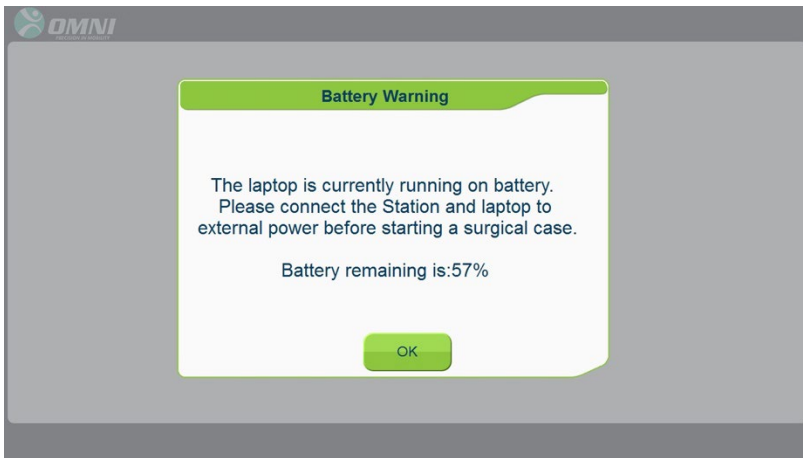 OMNI
Battery Warning
The laptop is currently running on battery.
Please connect the Station and laptop to
external power before starting a surgical case.
Battery remaining is:57%
OK